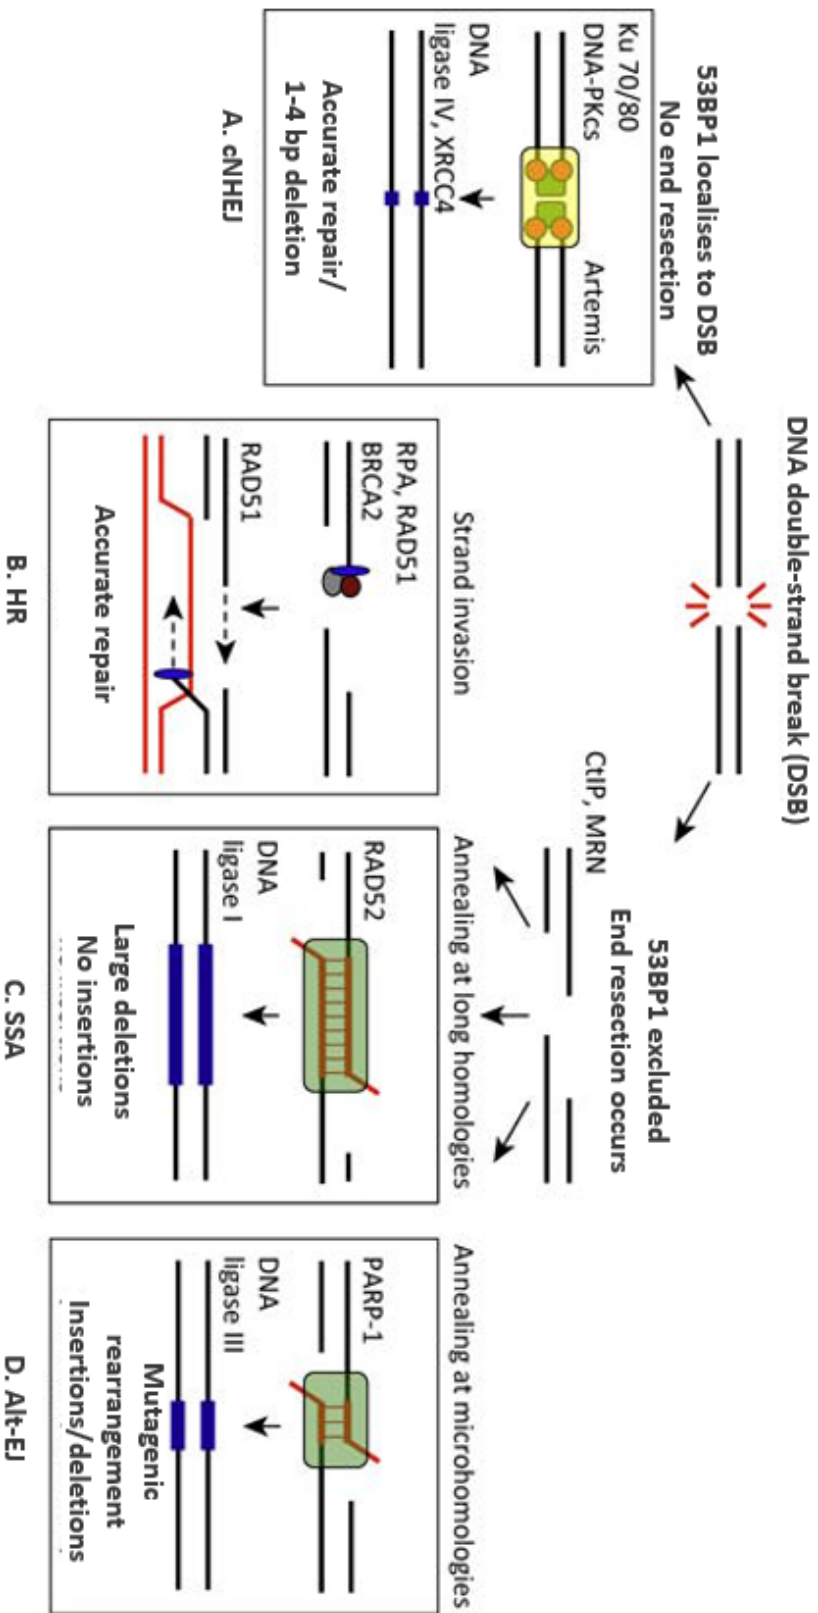 DNA double-strand break (DSB)
53BP1 localises to DSB
No end resection
53BP1 excluded
End resection occurs
CtIP, MRN
Ku 70/80
DNA-PKcs
Artemis
DNA
ligase IV, XRCC4
Accurate repair/
1-4 bp deletion
A. cNHEJ
Strand invasion
RPA, RAD51
BRCA2
RAD51
Accurate repair
B. HR
Annealing at long homologies
RAD52
DNA
ligase I
Large deletions
No insertions
C. SSA
Annealing at microhomologies
PARP-1
DNA
ligase III
Mutagenic
rearrangement
Insertions/deletions
D. Alt-EJ